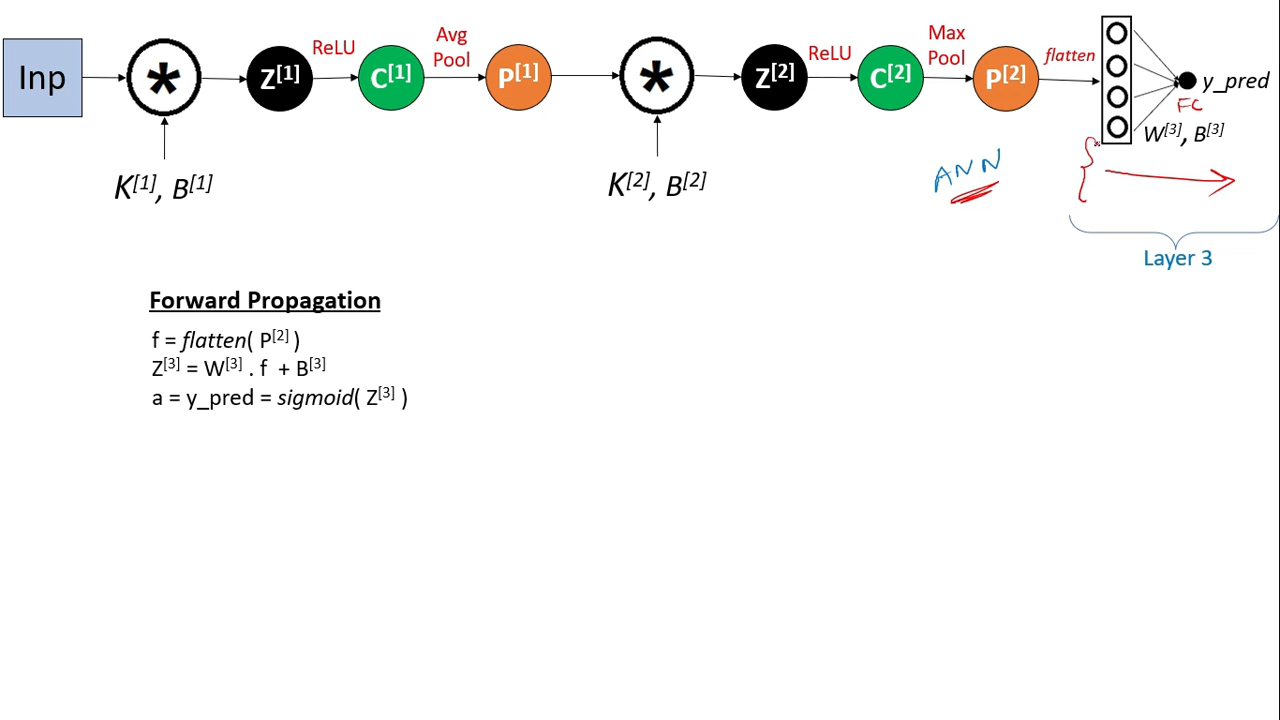 Inp
*
K[1], B[1]
Z[1]
ReLU
C[1]
Avg
Pool
P[1]
*
K[2], B[2]
Z[2]
ReLU
C[2]
Max
Pool
P[2]
flatten
y_pred
FC
W[3], B[3]
ANN
Layer 3
Forward Propagation
f = flatten( P[2] )
Z[3] = W[3] . f + B[3]
a = y_pred = sigmoid( Z[3] )